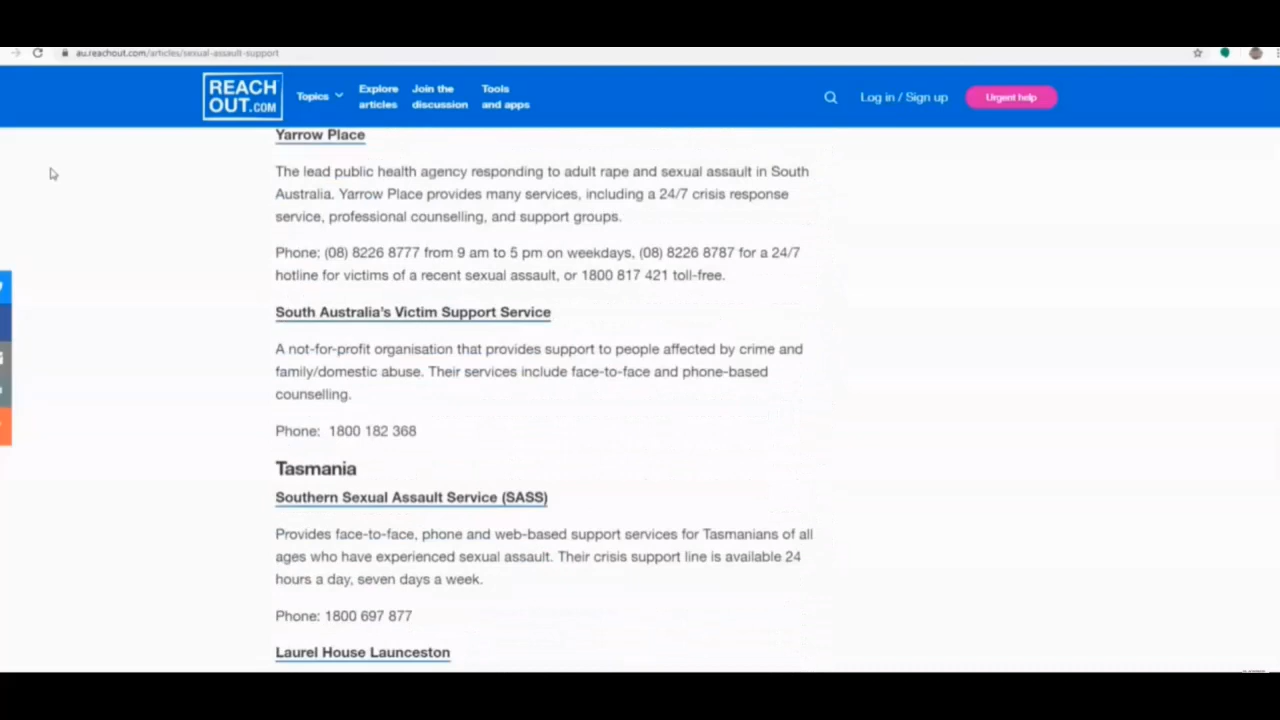 au.reachout.com/articles/sexual-assault-support
REACH
OUT.COM
Topics
Explore
articles
Join the
discussion
Tools
and apps
Log in / Sign up
Urgent help
Yarrow Place
The lead public health agency responding to adult rape and sexual assault in South
Australia. Yarrow Place provides many services, including a 24/7 crisis response
service, professional counselling, and support groups.
Phone: (08) 8226 8777 from 9 am to 5 pm on weekdays, (08) 8226 8787 for a 24/7
hotline for victims of a recent sexual assault, or 1800 817 421 toll-free.
South Australia's Victim Support Service
A not-for-profit organisation that provides support to people affected by crime and
family/domestic abuse. Their services include face-to-face and phone-based
counselling.
Phone: 1800 182 368
Tasmania
Southern Sexual Assault Service (SASS)
Provides face-to-face, phone and web-based support services for Tasmanians of all
ages who have experienced sexual assault. Their crisis support line is available 24
hours a day, seven days a week.
Phone: 1800 697 877
Laurel House Launceston